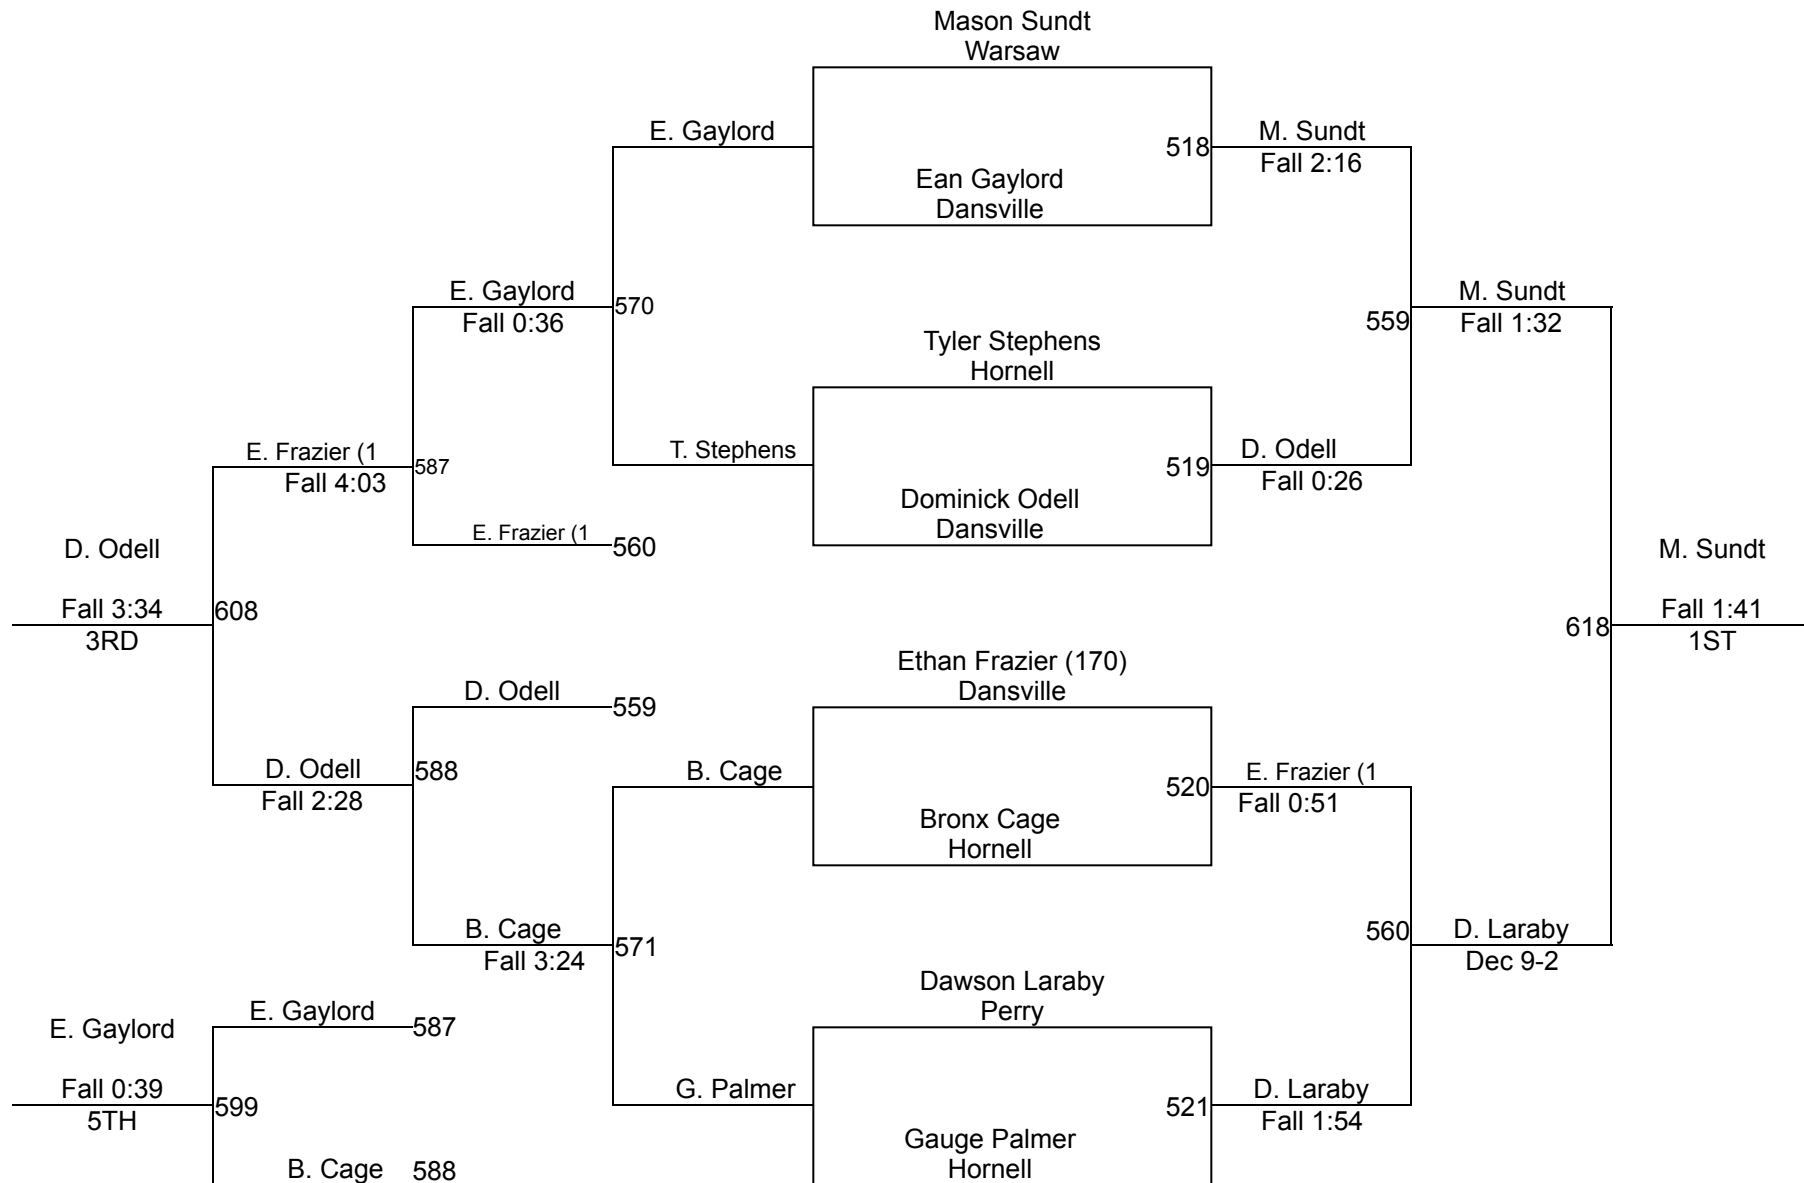 Mason Sundt
Warsaw
E. Gaylord
518
M. Sundt
Fall 2:16
Ean Gaylord
Dansville
E. Gaylord
Fall 0:36
570
559
M. Sundt
Fall 1:32
Tyler Stephens
Hornell
E. Frazier (1
Fall 4:03
587
T. Stephens
519
D. Odell
Fall 0:26
Dominick Odell
Dansville
E. Frazier (1
560
D. Odell
Fall 3:34
3RD
608
M. Sundt
Fall 1:41
1ST
618
Ethan Frazier (170)
Dansville
D. Odell
559
D. Odell
Fall 2:28
588
B. Cage
520
E. Frazier (1
Fall 0:51
Bronx Cage
Hornell
B. Cage
Fall 3:24
571
560
D. Laraby
Dec 9-2
Dawson Laraby
Perry
E. Gaylord
587
E. Gaylord
Fall 0:39
5TH
599
G. Palmer
521
D. Laraby
Fall 1:54
Gauge Palmer
Hornell
B. Cage
588